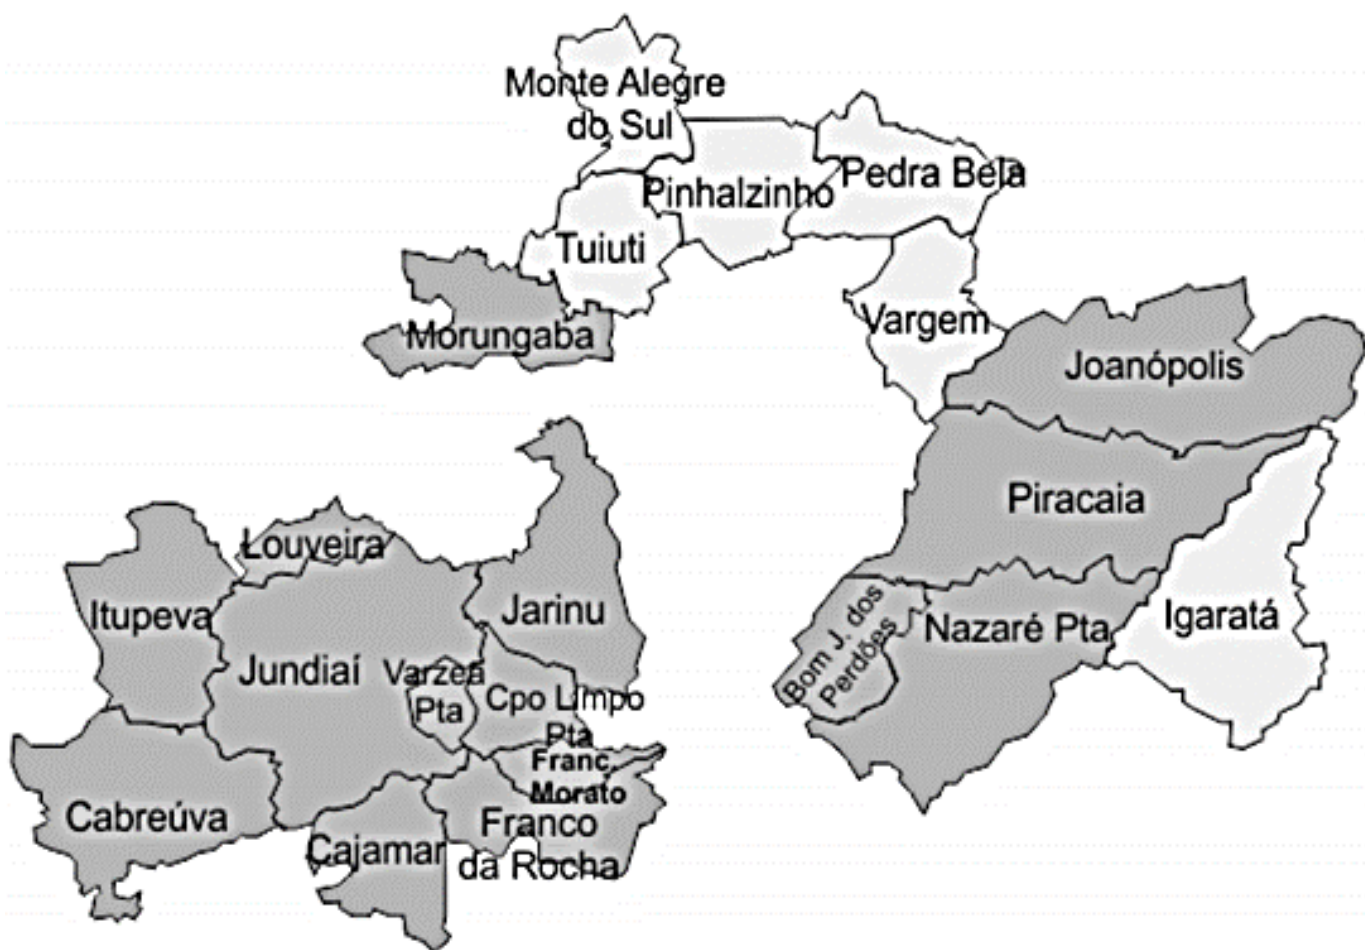 Monte Alegre
do Sul
Pinhalzinho
Pedra Bela
Tuiuti
Vargem
Morungaba
Joanópolis
Piracaia
Louveira
Itupeva
Jarinu
Bom J. dos
Perdões
Nazaré Pta
Igaratá
Jundiaí
Varzea
Pta
Cpo Limpo
Pta
Franc.
Morato
Cabreúva
Franco
da Rocha
Cajamar